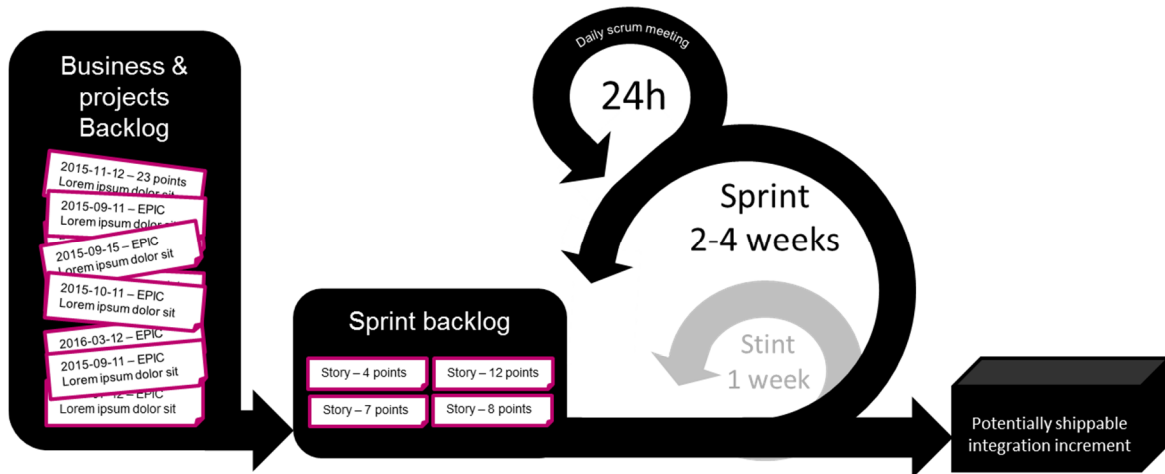 Business &
projects
Backlog
2015-11-12 – 23 points
Lorem ipsum dolor sit
2015-09-11 – EPIC
Lorem ipsum dolor sit
2015-09-15 – EPIC
Lorem ipsum dolor sit
2015-10-11 – EPIC
Lorem ipsum dolor sit
2016-03-12 – EPIC
2015-09-11 – EPIC
Lorem ipsum dolor sit
Lorem ipsum dolor sit
Sprint backlog
Story – 4 points
Story – 12 points
Story – 7 points
Story – 8 points
Daily scrum meeting
24h
Sprint
2-4 weeks
Stint
1 week
Potentially shippable
integration increment